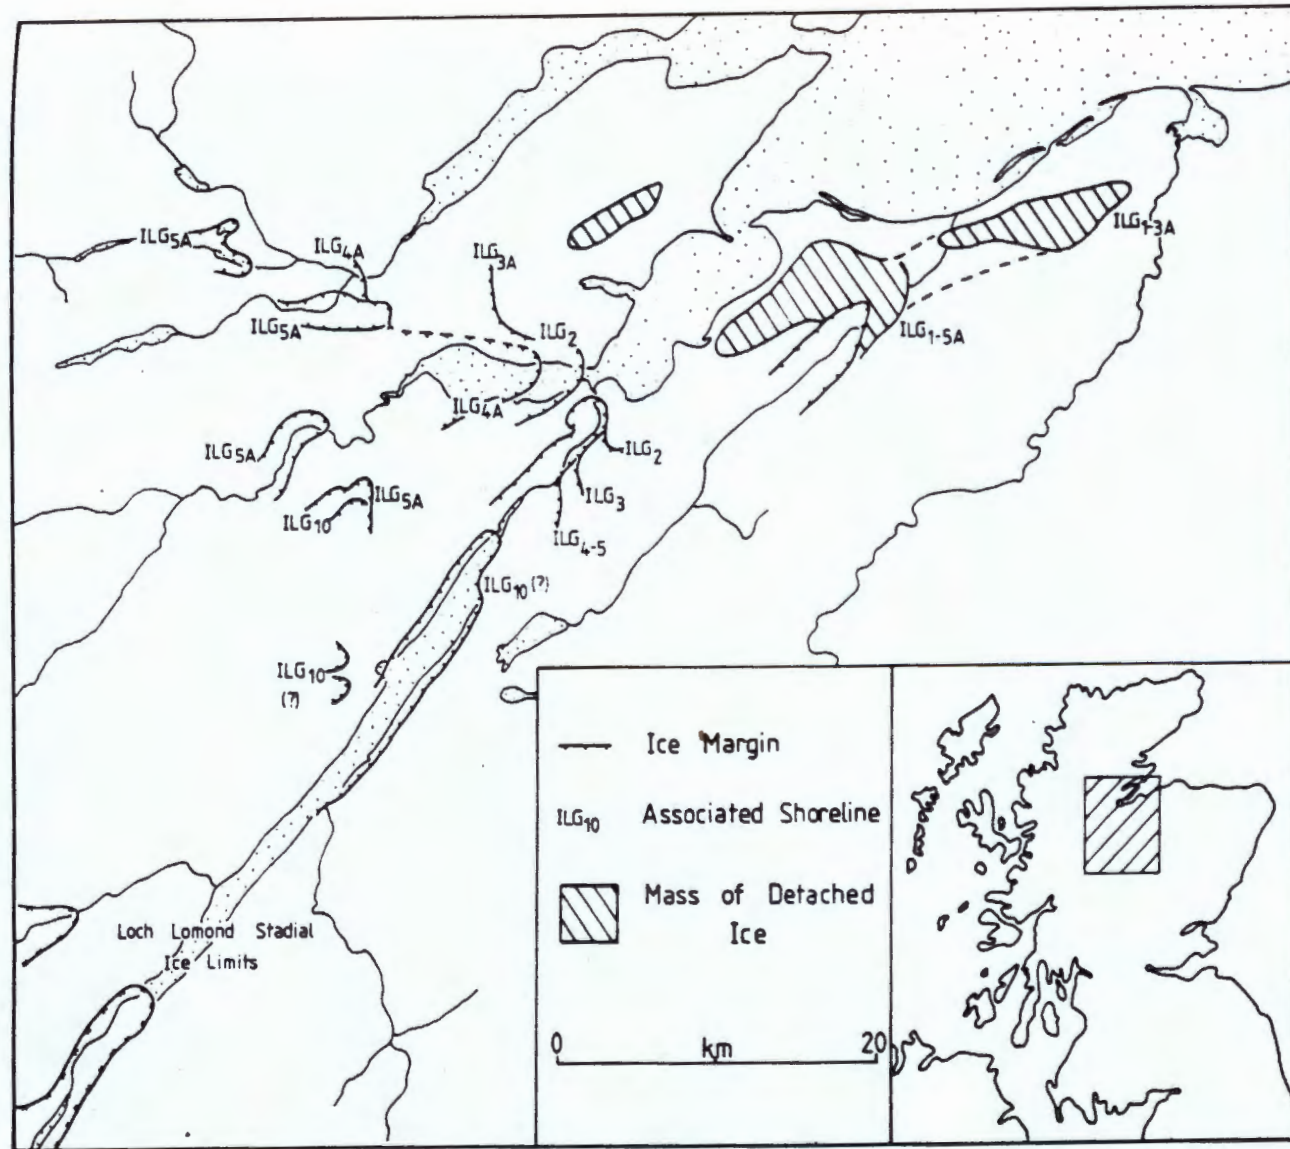 ILG5A
ILG4A
ILG3A
ILG1-3A
ILG5A
ILG2
ILG1-5A
ILG4A
ILG5A
ILG2
ILG5A
ILG3
ILG10
ILG4-5
ILG10 (?)
ILG10
(?)
Loch Lomond Stadial
Ice Limits
Ice Margin
ILG10 Associated Shoreline
Mass of Detached
Ice
0 km 20